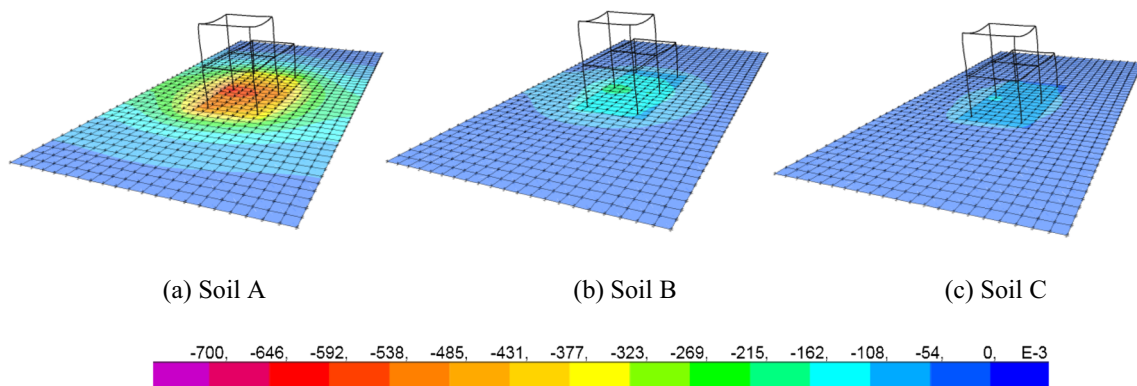 (a) Soil A (b) Soil B (c) Soil C
-700, -646, -592, -538, -485, -431, -377, -323, -269, -215, -162, -108, -54, 0, E-3